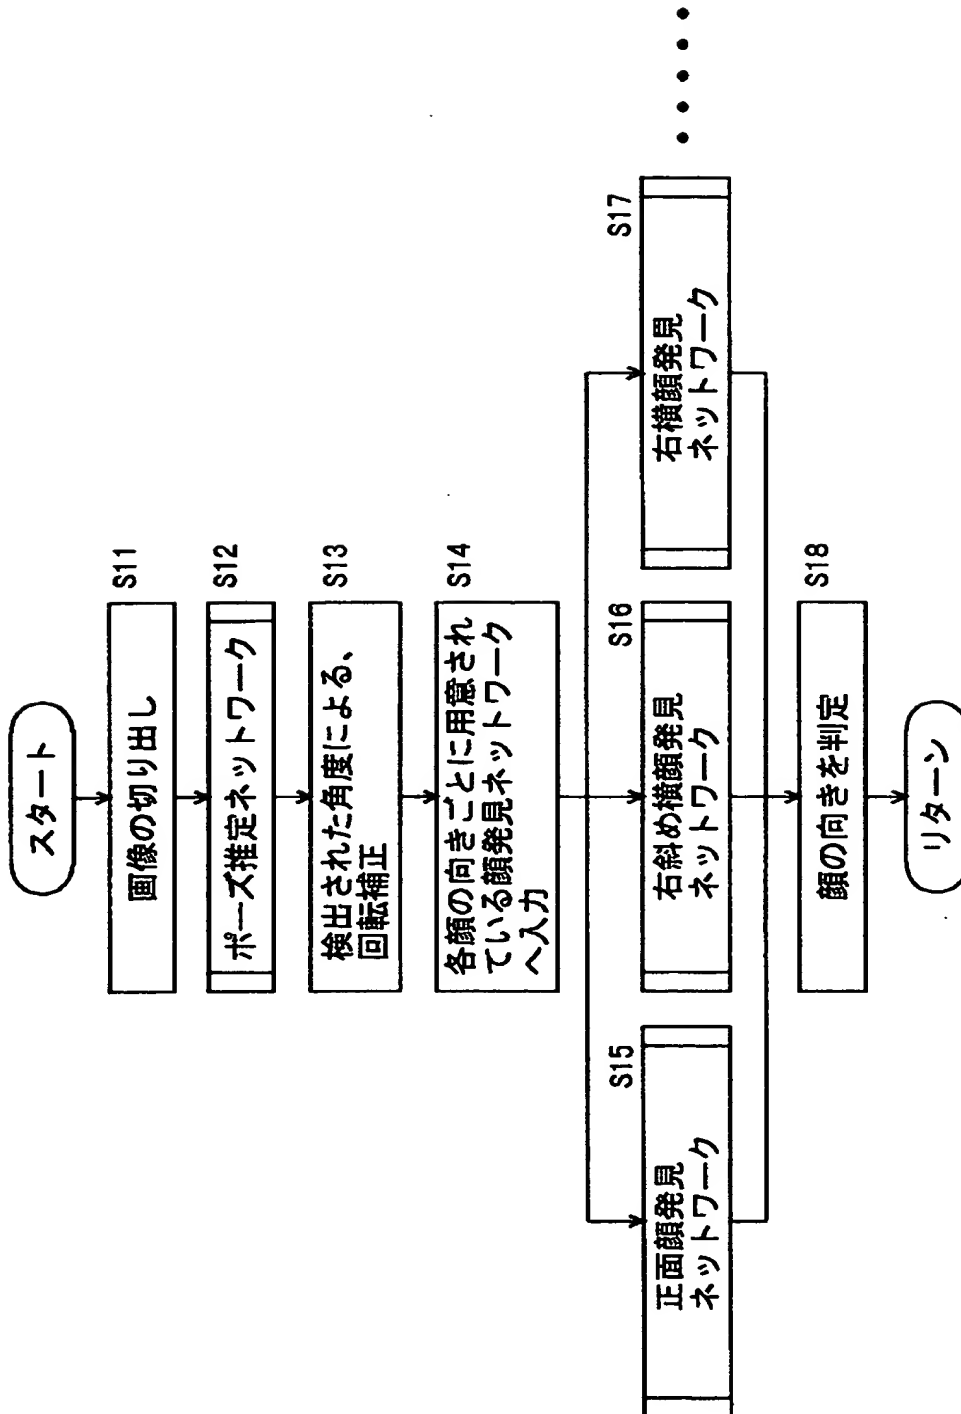 スタート
画像の切り出し
S11
ポーズ推定ネットワーク
S12
検出された角度による、
回転補正
S13
各顔の向きごとに用意され
ている顔発見ネットワーク
へ入力
S14
正面顔発見
ネットワーク
S15
右斜め横顔発見
ネットワーク
S16
右横顔発見
ネットワーク
S17
顔の向きを判定
S18
リターン